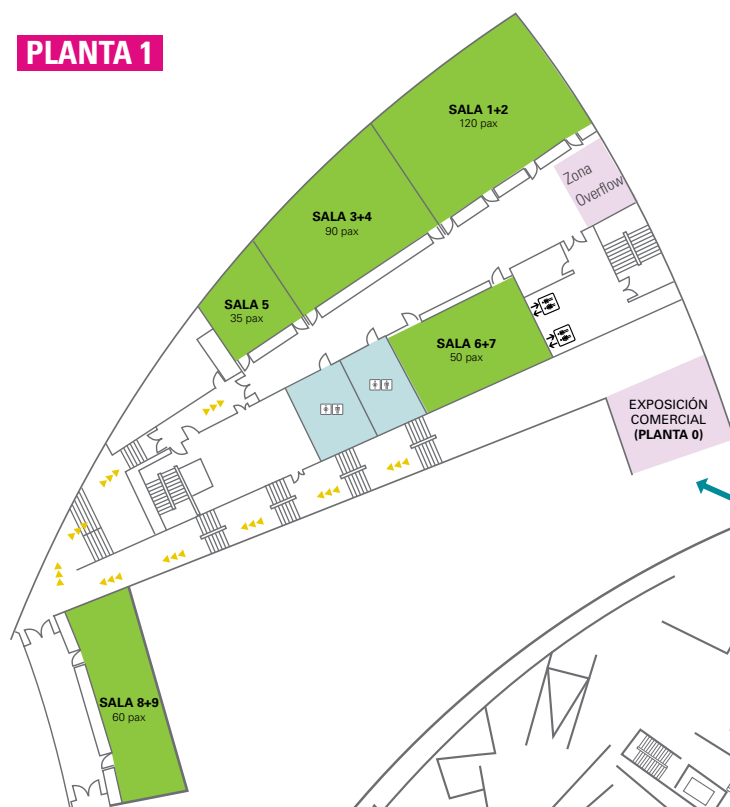 PLANTA 1
SALA 1+2
120 pax
Zona
Overflow
SALA 3+4
90 pax
SALA 5
35 pax
SALA 6+7
50 pax
EXPOSICIÓN
COMERCIAL
(PLANTA 0)
SALA 8+9
60 pax